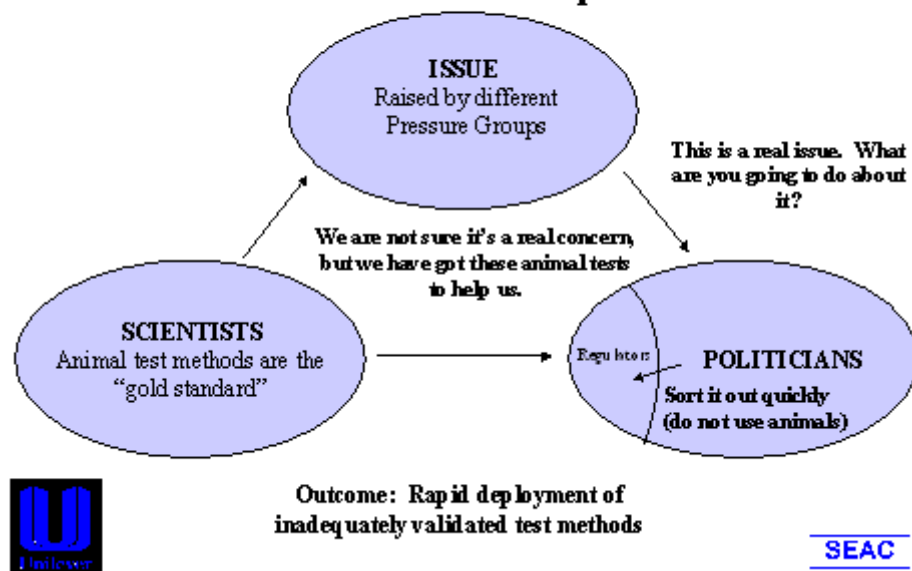 ISSUE
Raised by different
Pressure Groups
This is a real issue. What
are you going to do about
it?
We are not sure it's a real concern,
but we have got these animal tests
to help us.
SCIENTISTS
Animal test methods are the
“gold standard”
Regulators
POLITICIANS
Sort it out quickly
(do not use animals)
Outcome: Rapid deployment of
inadequately validated test methods
Unilever
SEAC